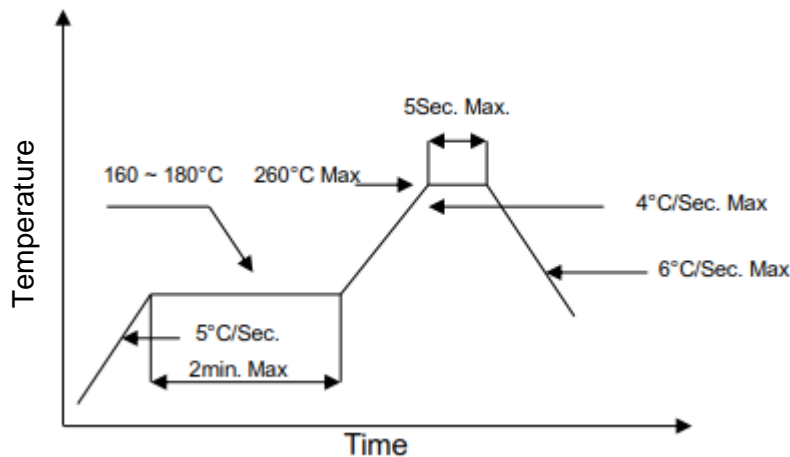 5Sec. Max.
160 ~ 180°C
260°C Max
4°C/Sec. Max
6°C/Sec. Max
5°C/Sec.
2min. Max
Temperature
Time